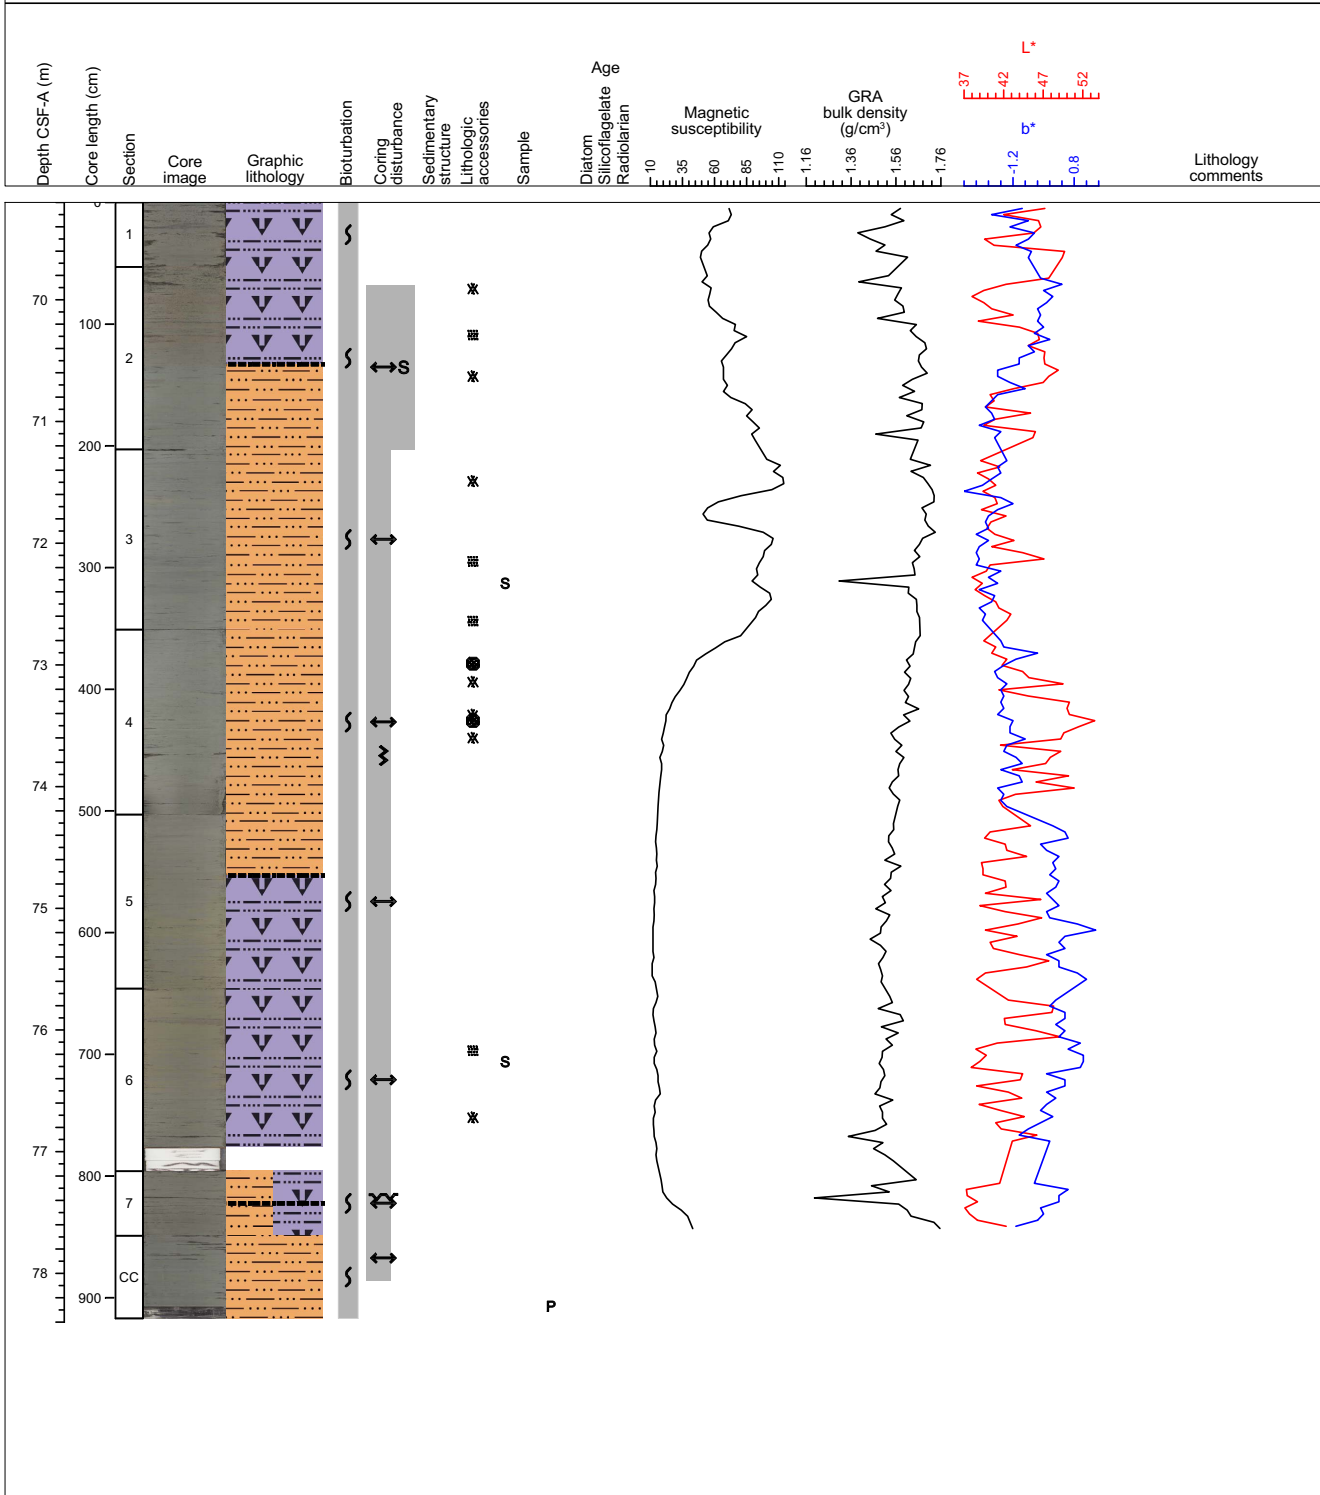 L*
37
42
47
52
b*
-1.2
0.8
Depth CSF-A (m)
Core length (cm)
Section
Core
image
Graphic
lithology
Bioturbation
Coring
disturbance
Sedimentary
structure
Lithologic
accessories
Sample
Age
Diatom
Silicoflagellate
Radiolarian
Magnetic
susceptibility
10
35
60
85
110
GRA
bulk density
(g/cm³)
1.16
1.36
1.56
1.76
Lithology
comments
0
1
70
100
2
S
71
200
3
72
300
S
73
400
4
74
500
5
75
600
76
700
S
6
77
800
7
78
CC
900
P